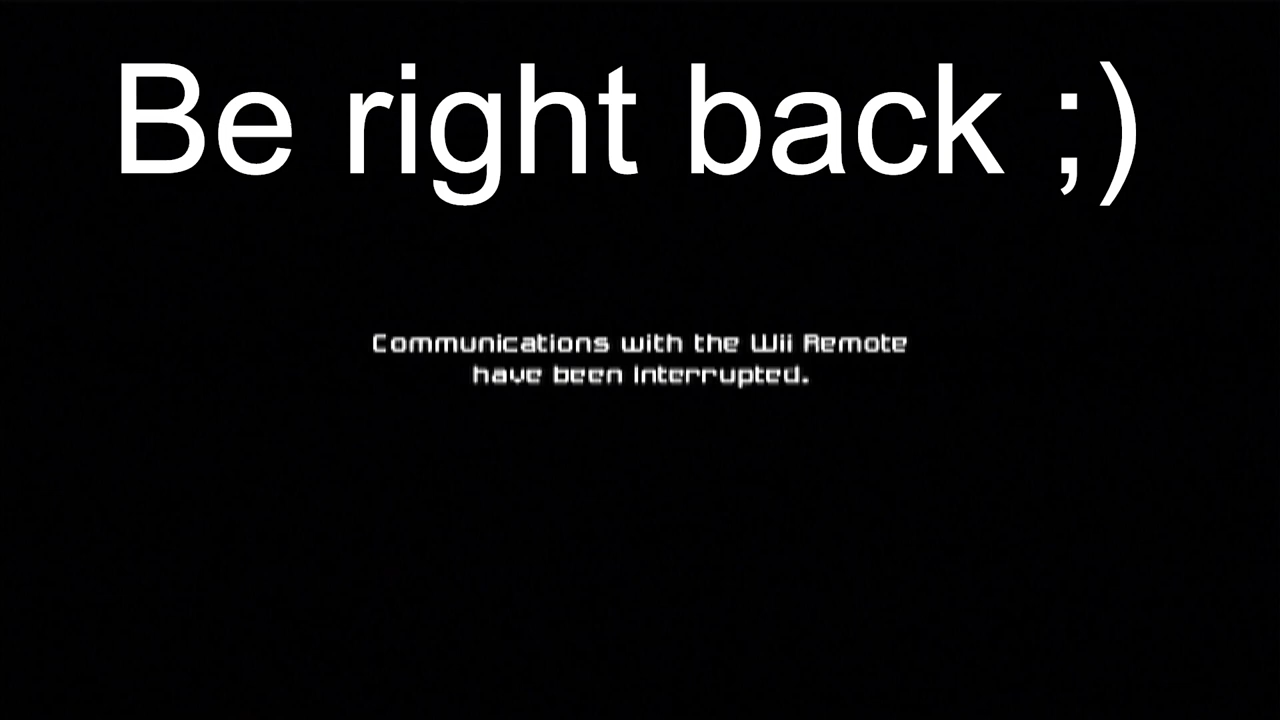 Be right back ;)
Communications with the Wii Remote
have been interrupted.